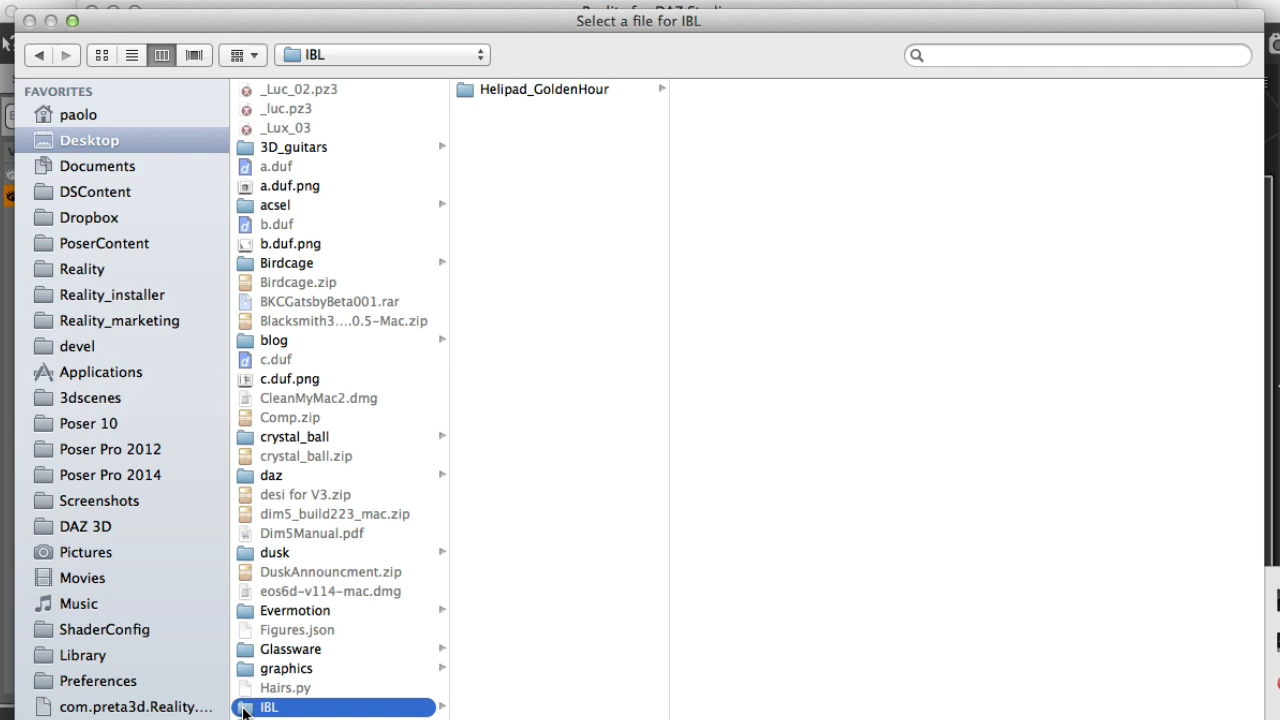 Select a file for IBL
IBL
FAVORITES
paolo
Desktop
Documents
DSContent
Dropbox
PoserContent
Reality
Reality_installer
Reality_marketing
devel
Applications
3dscenes
Poser 10
Poser Pro 2012
Poser Pro 2014
Screenshots
DAZ 3D
Pictures
Movies
Music
ShaderConfig
Library
Preferences
com.preta3d.Reality....
_Luc_02.pz3
_luc.pz3
_Lux_03
3D_guitars
a.duf
a.duf.png
acsel
b.duf
b.duf.png
Birdcage
Birdcage.zip
BKCGatsbyBeta001.rar
Blacksmith3....0.5-Mac.zip
blog
c.duf
c.duf.png
CleanMyMac2.dmg
Comp.zip
crystal_ball
crystal_ball.zip
daz
desi for V3.zip
dim5_build223_mac.zip
Dim5Manual.pdf
dusk
DuskAnnouncment.zip
eos6d-v114-mac.dmg
Evermotion
Figures.json
Glassware
graphics
Hairs.py
IBL
Helipad_GoldenHour